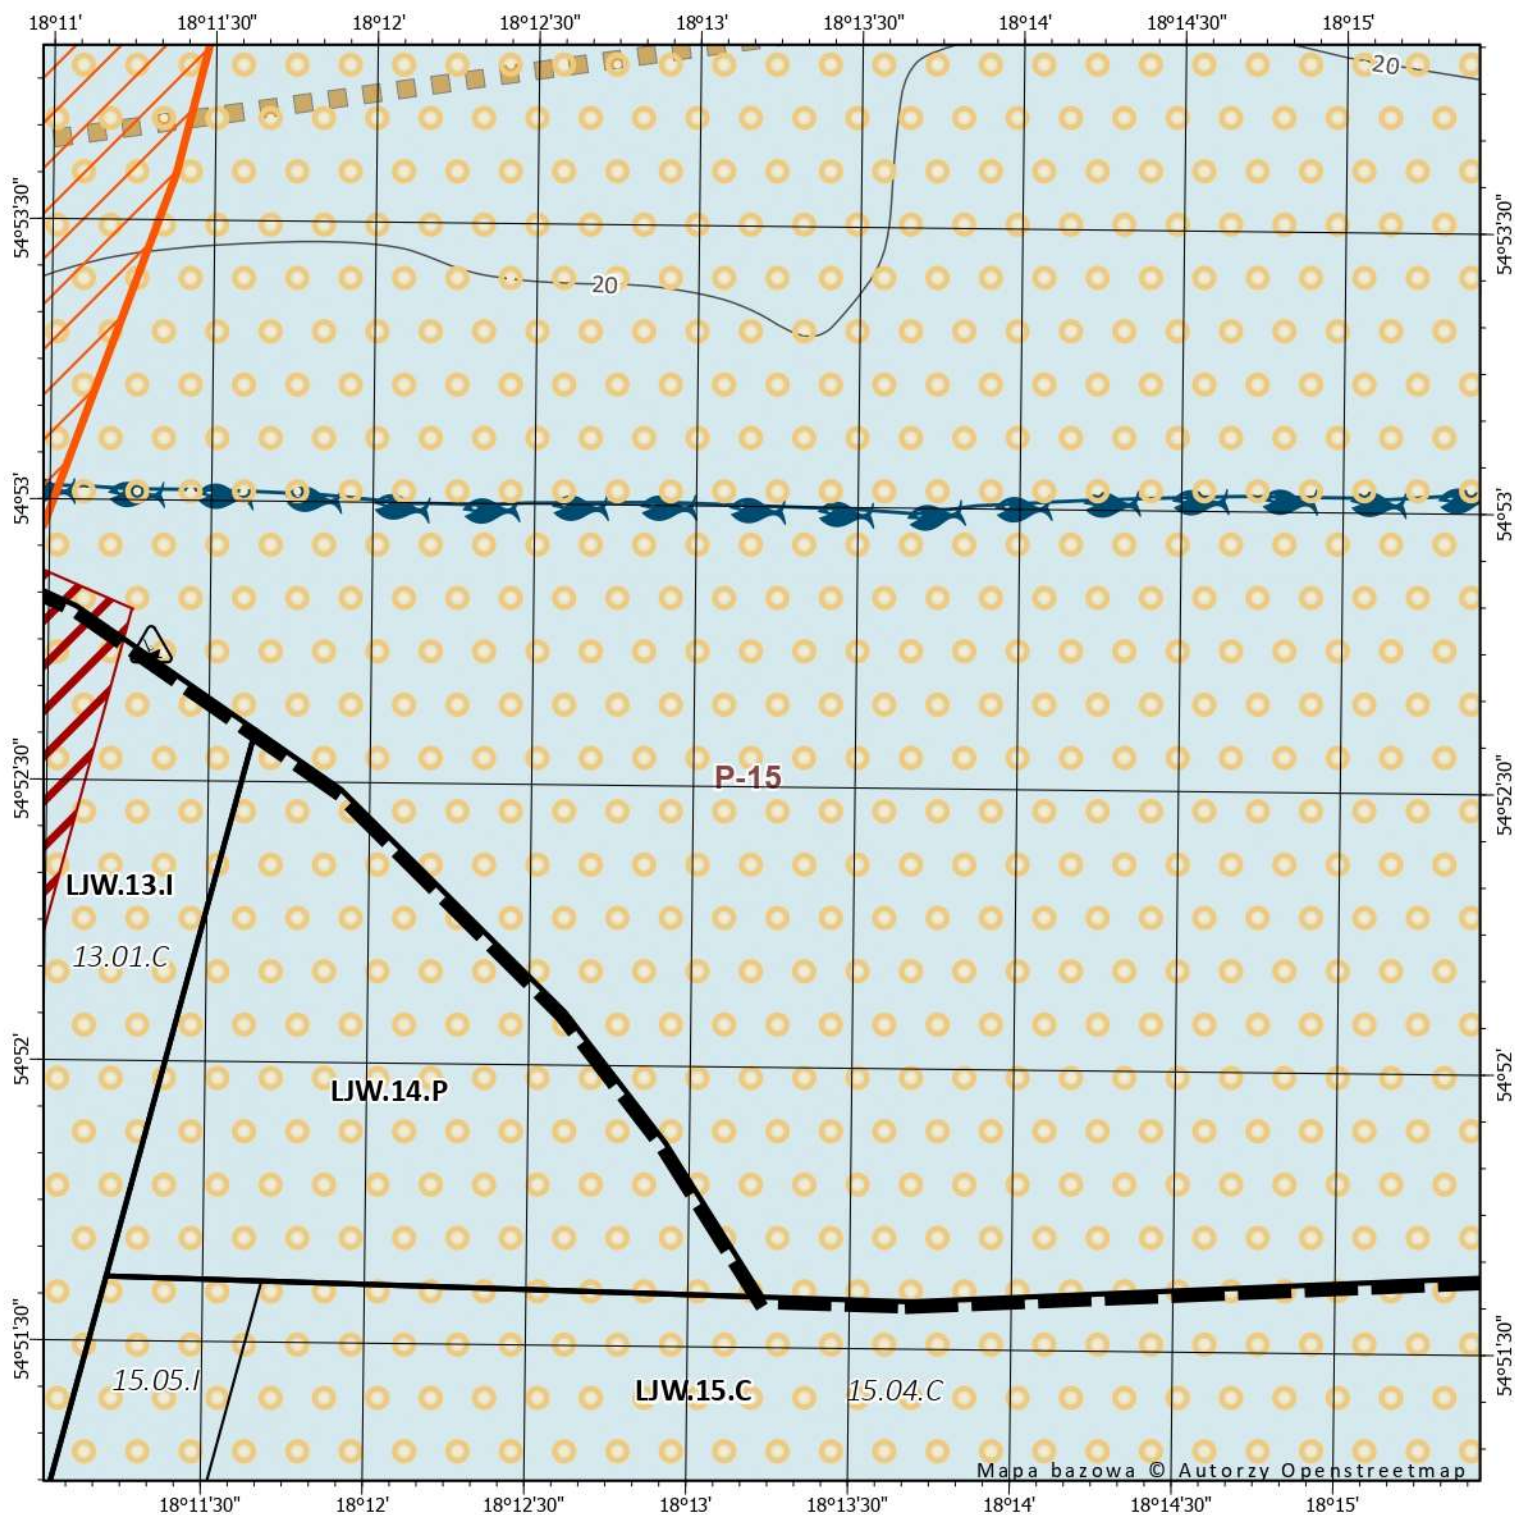 18°11' 18°11'30" 18°12' 18°12'30" 18°13' 18°13'30" 18°14' 18°14'30" 18°15'
20
54°53'30" 54°53'30"
20
54°53' 54°53'
54°52'30" P-15 54°52'30"
LJW.13.I
13.01.C
54°52' 54°52'
LJW.14.P
54°51'30" 54°51'30"
15.05.I LJW.15.C 15.04.C
Mapa bazowa © Autorzy Openstreetmap
18°11'30" 18°12' 18°12'30" 18°13' 18°13'30" 18°14' 18°14'30" 18°15'